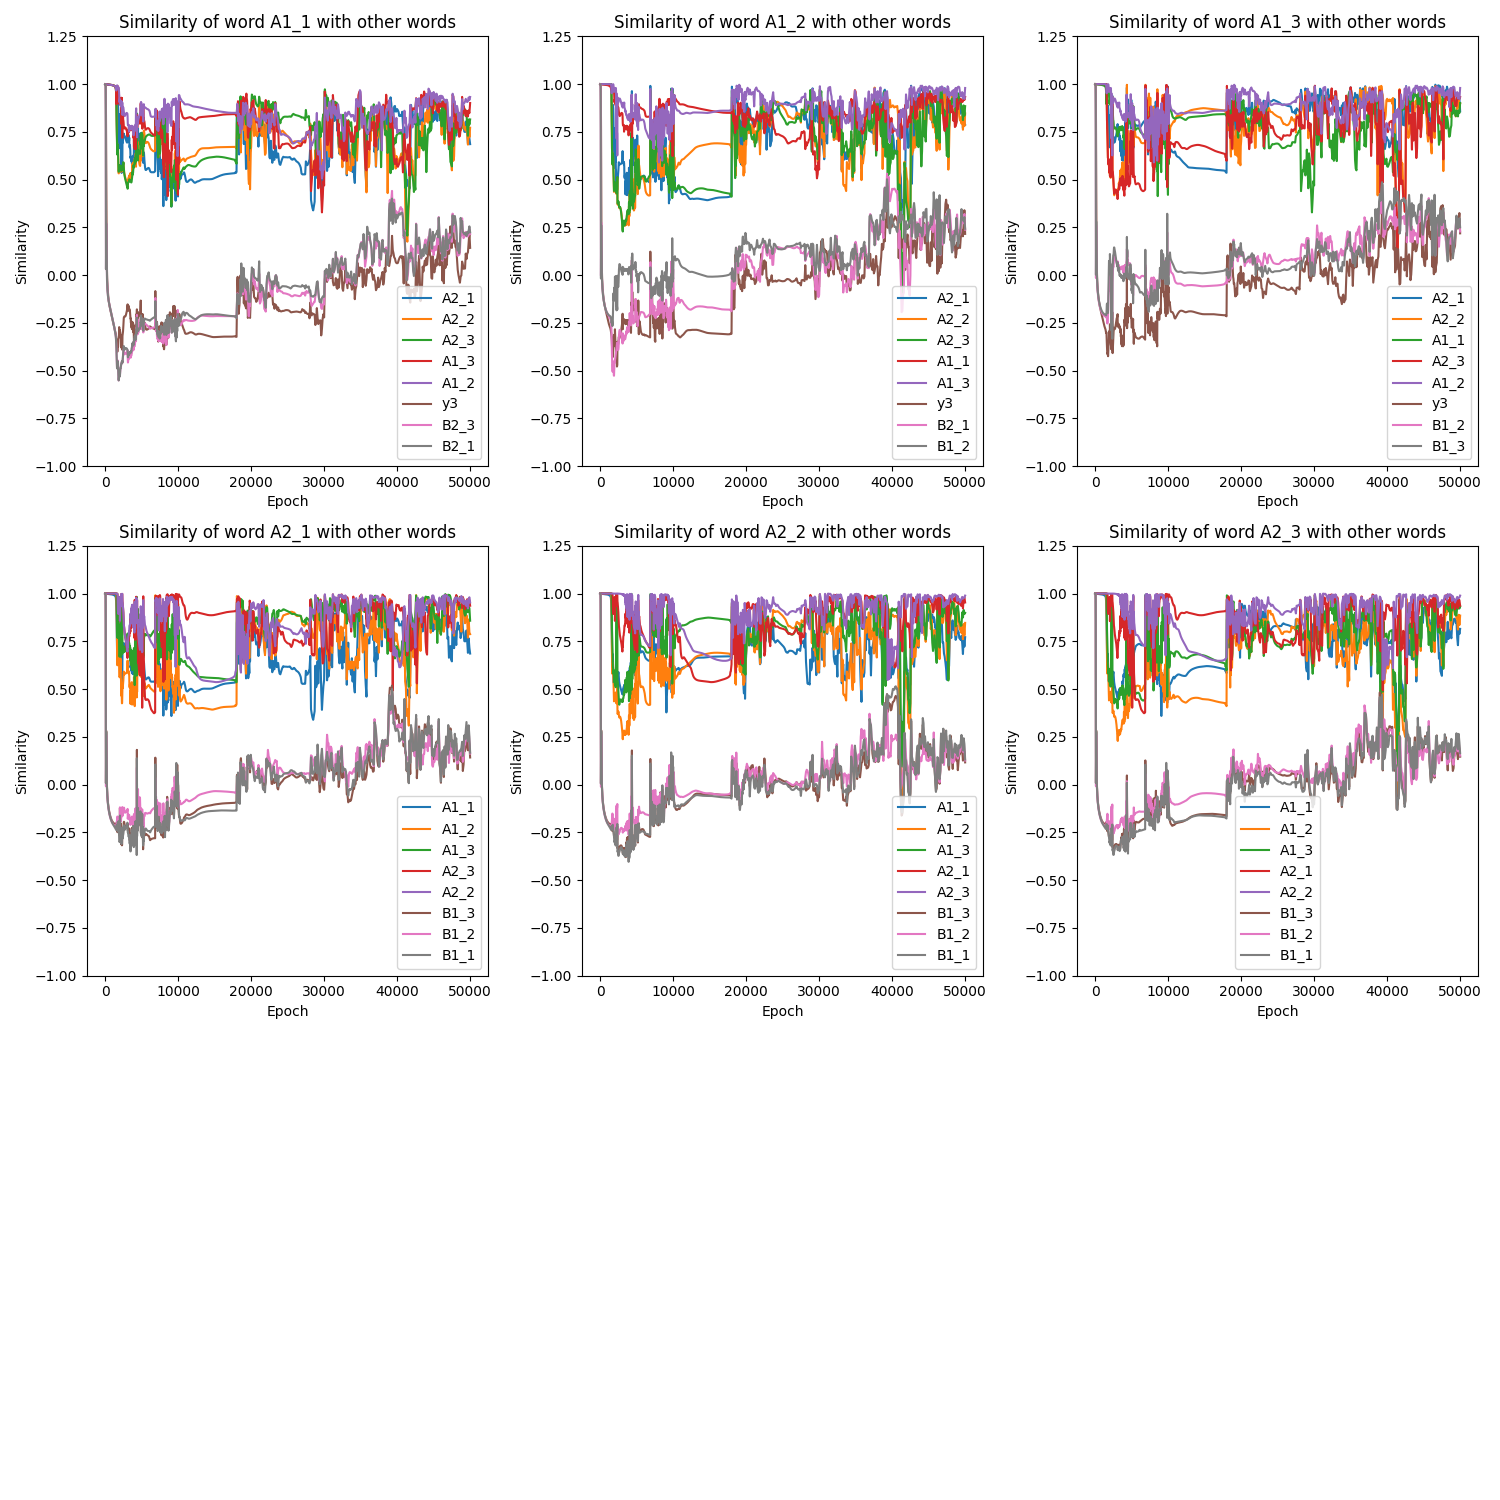 Similarity of word A1_1 with other words
1.25
1.00
0.75
0.50
0.25
0.00
−0.25
−0.50
−0.75
−1.00
Similarity
0 10000 20000 30000 40000 50000
Epoch
A2_1
A2_2
A2_3
A1_3
A1_2
y3
B2_3
B2_1
Similarity of word A1_2 with other words
1.25
1.00
0.75
0.50
0.25
0.00
−0.25
−0.50
−0.75
−1.00
Similarity
0 10000 20000 30000 40000 50000
Epoch
A2_1
A2_2
A2_3
A1_1
A1_3
y3
B2_1
B1_2
Similarity of word A1_3 with other words
1.25
1.00
0.75
0.50
0.25
0.00
−0.25
−0.50
−0.75
−1.00
Similarity
0 10000 20000 30000 40000 50000
Epoch
A2_1
A2_2
A1_1
A2_3
A1_2
y3
B1_2
B1_3
Similarity of word A2_1 with other words
1.25
1.00
0.75
0.50
0.25
0.00
−0.25
−0.50
−0.75
−1.00
Similarity
0 10000 20000 30000 40000 50000
Epoch
A1_1
A1_2
A1_3
A2_3
A2_2
B1_3
B1_2
B1_1
Similarity of word A2_2 with other words
1.25
1.00
0.75
0.50
0.25
0.00
−0.25
−0.50
−0.75
−1.00
Similarity
0 10000 20000 30000 40000 50000
Epoch
A1_1
A1_2
A1_3
A2_1
A2_3
B1_3
B1_2
B1_1
Similarity of word A2_3 with other words
1.25
1.00
0.75
0.50
0.25
0.00
−0.25
−0.50
−0.75
−1.00
Similarity
0 10000 20000 30000 40000 50000
Epoch
A1_1
A1_2
A1_3
A2_1
A2_2
B1_3
B1_2
B1_1